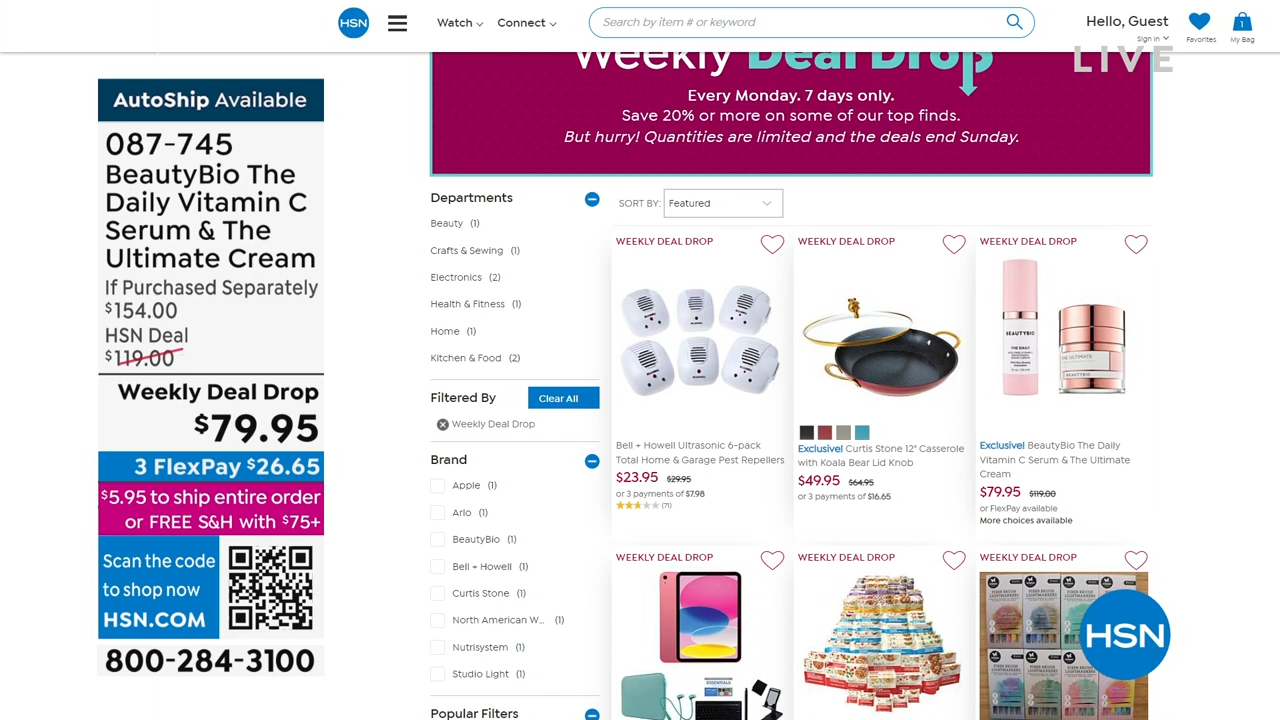 HSN
Watch
Connect
Search by item # or keyword
Hello, Guest
Sign In
Favorites
1
My Bag
LIVE
AutoShip Available
087-745
BeautyBio The
Daily Vitamin C
Serum & The
Ultimate Cream
If Purchased Separately
$154.00
HSN Deal
$119.00
Weekly Deal Drop
$79.95
3 FlexPay $26.65
$5.95 to ship entire order
or FREE S&H with $75+
Scan the code
to shop now
HSN.COM
800-284-3100
Weekly Deal Drop
Every Monday. 7 days only.
Save 20% or more on some of our top finds.
But hurry! Quantities are limited and the deals end Sunday.
Departments
Beauty (1)
Crafts & Sewing (1)
Electronics (2)
Health & Fitness (1)
Home (1)
Kitchen & Food (2)
Filtered By
Clear All
Weekly Deal Drop
Brand
Apple (1)
Arlo (1)
BeautyBio (1)
Bell + Howell (1)
Curtis Stone (1)
North American W... (1)
Nutrisystem (1)
Studio Light (1)
Popular Filters
SORT BY: Featured
WEEKLY DEAL DROP
Bell + Howell Ultrasonic 6-pack
Total Home & Garage Pest Repellers
$23.95 $29.95
or 3 payments of $7.98
(71)
WEEKLY DEAL DROP
Exclusive! Curtis Stone 12" Casserole
with Koala Bear Lid Knob
$49.95 $64.95
or 3 payments of $16.65
WEEKLY DEAL DROP
BEAUTYBIO
THE DAILY
BEAUTYBIO
Exclusive! BeautyBio The Daily
Vitamin C Serum & The Ultimate
Cream
$79.95 $119.00
or FlexPay available
More choices available
WEEKLY DEAL DROP
ESSENTIALS
WEEKLY DEAL DROP
WEEKLY DEAL DROP
HSN